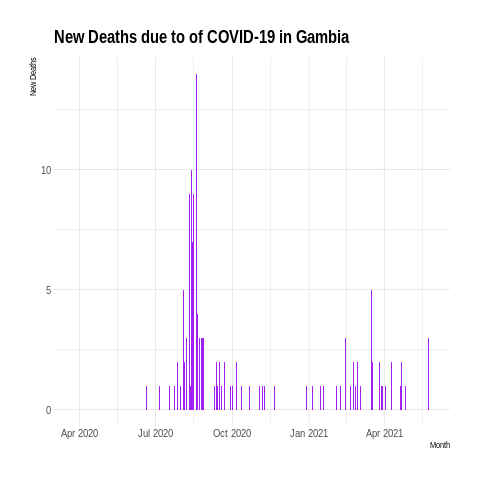 New Deaths due to of COVID-19 in Gambia
New Deaths
10
5
0
Apr 2020 Jul 2020 Oct 2020 Jan 2021 Apr 2021
Month